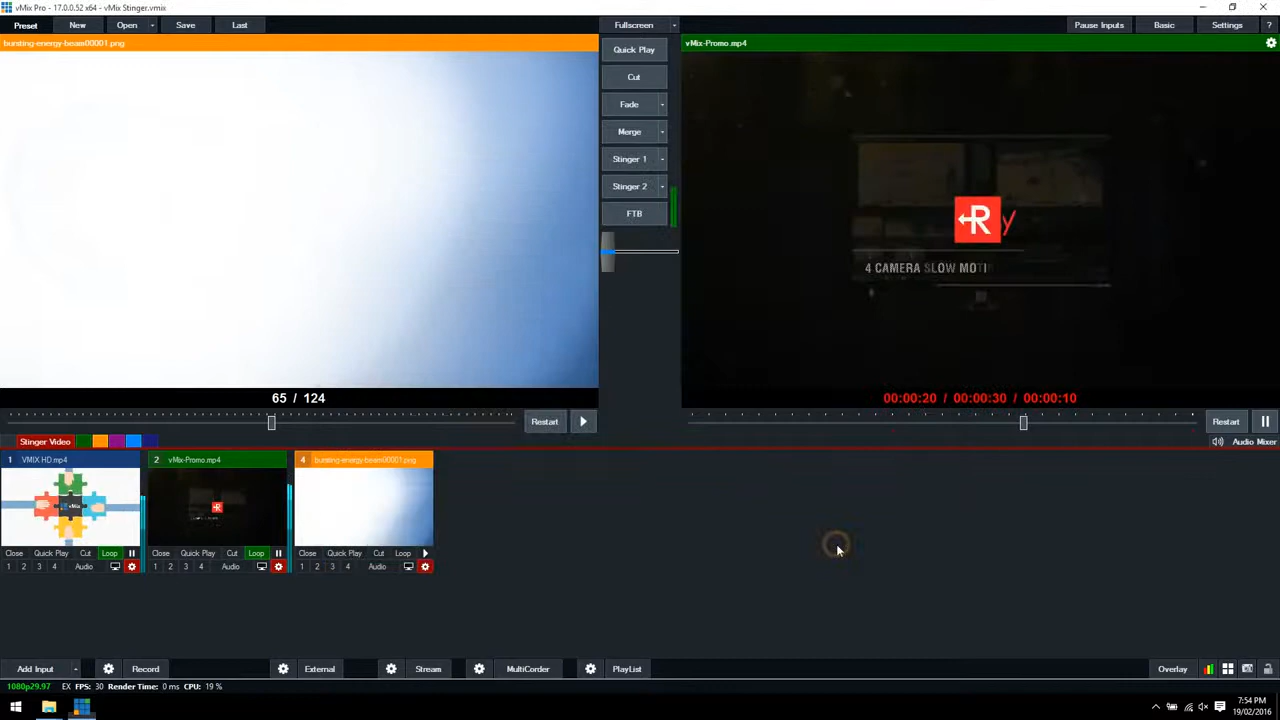 vMix Pro - 17.0.0.52 x64 - vMix Stinger.vmix
Preset New Open Save Last Fullscreen Pause Inputs Basic Settings ?
bursting-energy-beam00001.png
vMix-Promo.mp4
Quick Play
Cut
Fade
Merge
Stinger 1
Stinger 2
FTB
R y
4 CAMERA SLOW MOTI
65 / 124
00:00:20 / 00:00:30 / 00:00:10
Restart
Restart
Stinger Video
Audio Mixer
1 VMIX HD.mp4
2 vMix-Promo.mp4
4 bursting-energy-beam00001.png
vMix
R
Close Quick Play Cut Loop
Close Quick Play Cut Loop
Close Quick Play Cut Loop
1 2 3 4 Audio
1 2 3 4 Audio
1 2 3 4 Audio
Add Input Record External Stream MultiCorder PlayList Overlay
1080p29.97 EX FPS: 30 Render Time: 0 ms CPU: 19 %
7:54 PM
19/02/2016